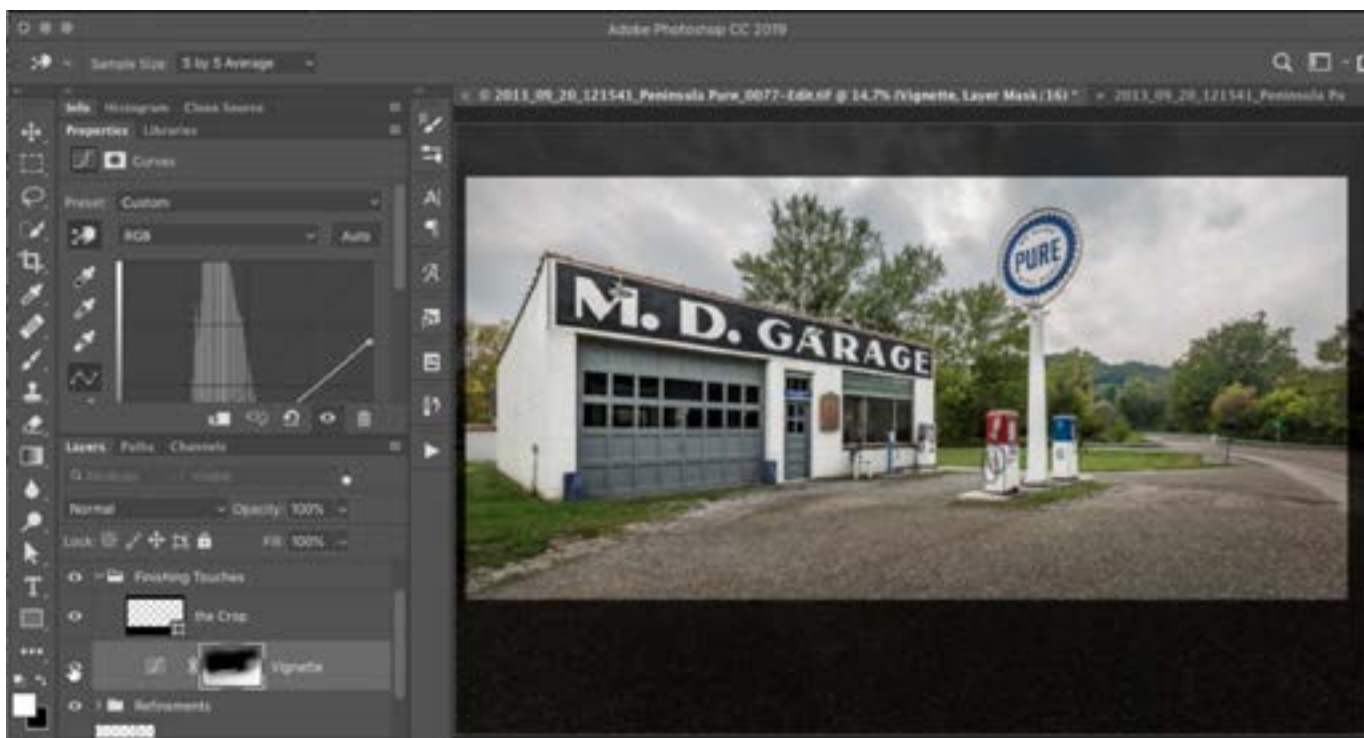 Adobe Photoshop CC 2019
Sample Size: 5 by 5 Average
Info Histogram Clone Source
© 2013_09_20_121541_Peninsula Pure_0077-Edit.tif @ 14.7% (Vignette, Layer Mask/16) *
2013_09_20_121541_Peninsula Pu
Properties Libraries
Curves
Preset: Custom
RGB
Auto
PURE
M. D. GARAGE
Layers Paths Channels
Normal
Opacity: 100%
Lock:
Fill: 100%
Finishing Touches
the Crop
Vignette
Refinements